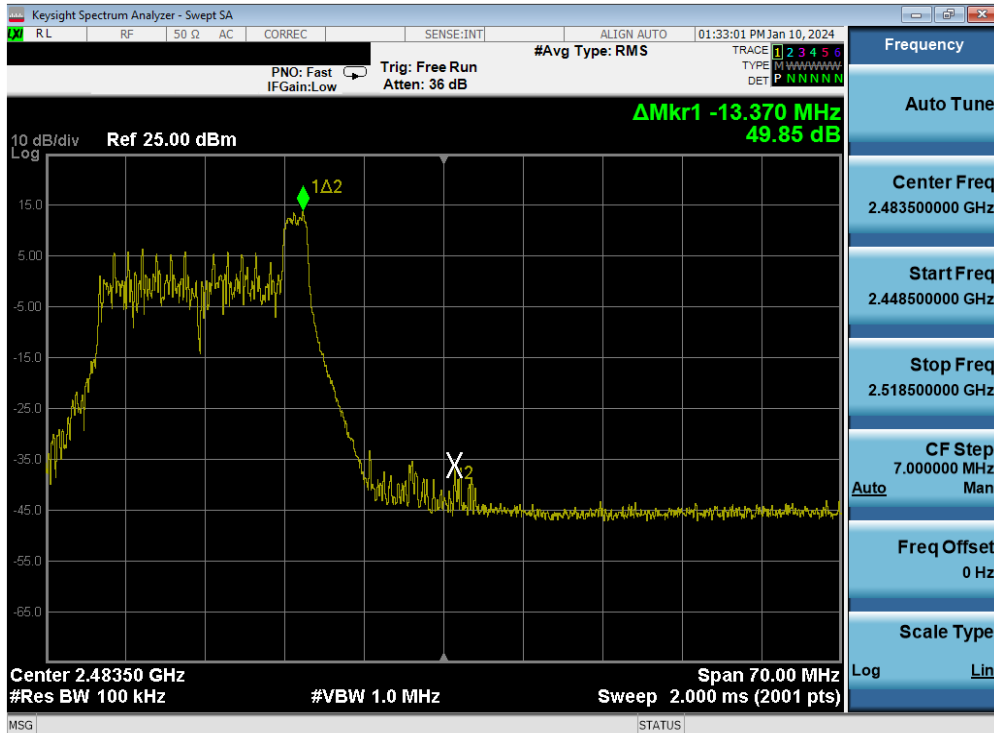 Keysight Spectrum Analyzer - Swept SA
LXI RL RF 50 Ω AC CORREC SENSE:INT ALIGN AUTO 01:33:01 PM Jan 10, 2024
PNO: Fast
IFGain:Low
Trig: Free Run
Atten: 36 dB
#Avg Type: RMS
TRACE 1 2 3 4 5 6
TYPE M WWWWW
DET P N N N N N
ΔMkr1 -13.370 MHz
49.85 dB
10 dB/div Ref 25.00 dBm
Log
1Δ2
15.0
5.00
-5.00
-15.0
-25.0
-35.0
X2
-45.0
-55.0
-65.0
Center 2.48350 GHz Span 70.00 MHz
#Res BW 100 kHz #VBW 1.0 MHz Sweep 2.000 ms (2001 pts)
MSG STATUS
Frequency
Auto Tune
Center Freq
2.483500000 GHz
Start Freq
2.448500000 GHz
Stop Freq
2.518500000 GHz
CF Step
7.000000 MHz
Auto Man
Freq Offset
0 Hz
Scale Type
Log Lin